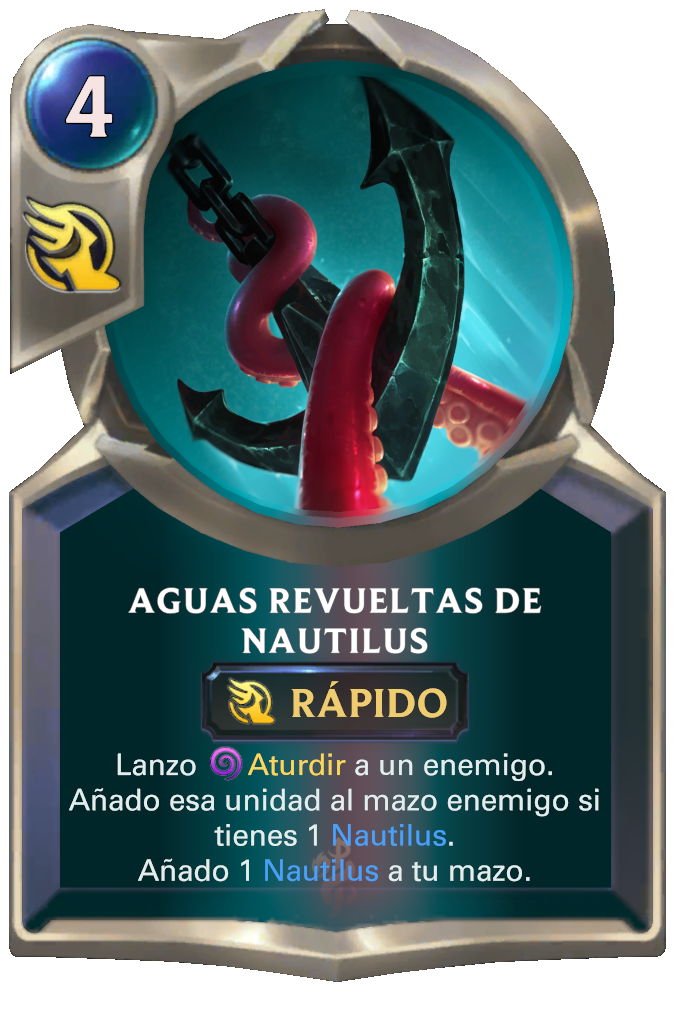 4
AGUAS REVUELTAS DE
NAUTILUS
RÁPIDO
Lanzo Aturdir a un enemigo.
Añado esa unidad al mazo enemigo si
tienes 1 Nautilus.
Añado 1 Nautilus a tu mazo.